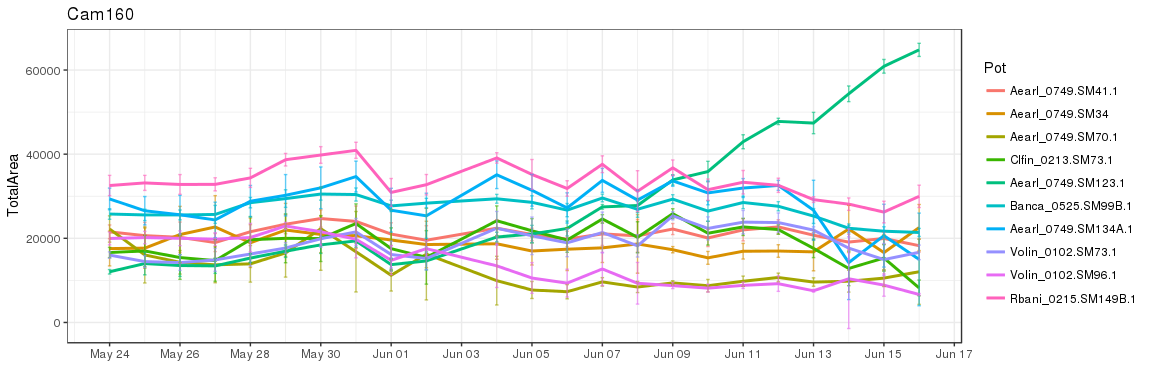 Cam160
TotalArea
60000
40000
20000
0
May 24
May 26
May 28
May 30
Jun 01
Jun 03
Jun 05
Jun 07
Jun 09
Jun 11
Jun 13
Jun 15
Jun 17
Pot
Aearl_0749.SM41.1
Aearl_0749.SM34
Aearl_0749.SM70.1
Clfin_0213.SM73.1
Aearl_0749.SM123.1
Banca_0525.SM99B.1
Aearl_0749.SM134A.1
Volin_0102.SM73.1
Volin_0102.SM96.1
Rbani_0215.SM149B.1